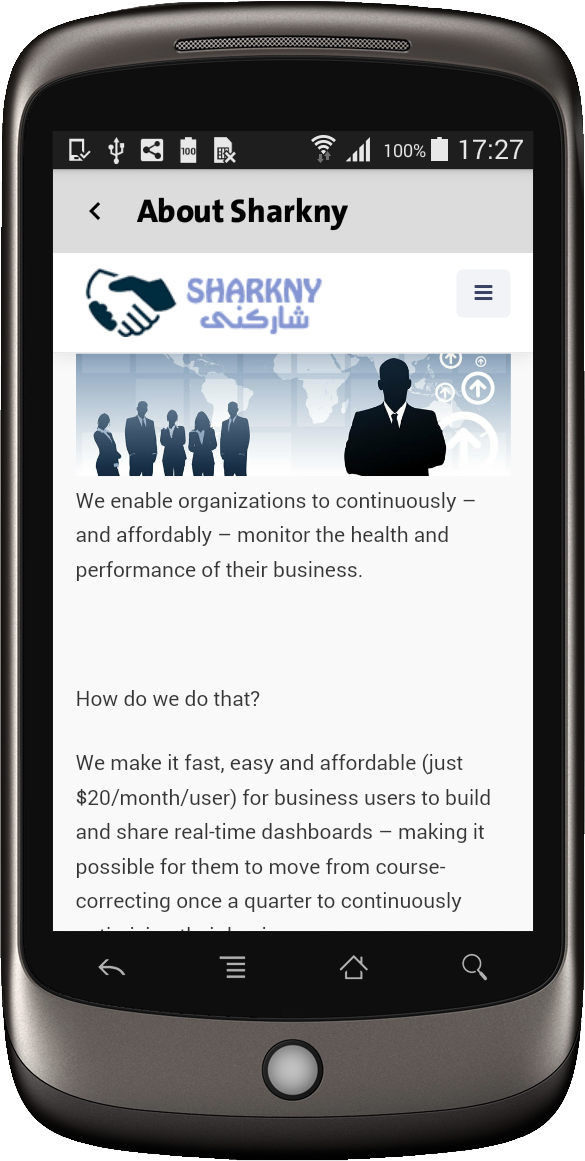 100
100%
17:27
About Sharkny
SHARKNY
شاركنى
We enable organizations to continuously –
and affordably – monitor the health and
performance of their business.
How do we do that?
We make it fast, easy and affordable (just
$20/month/user) for business users to build
and share real-time dashboards – making it
possible for them to move from course-
correcting once a quarter to continuously